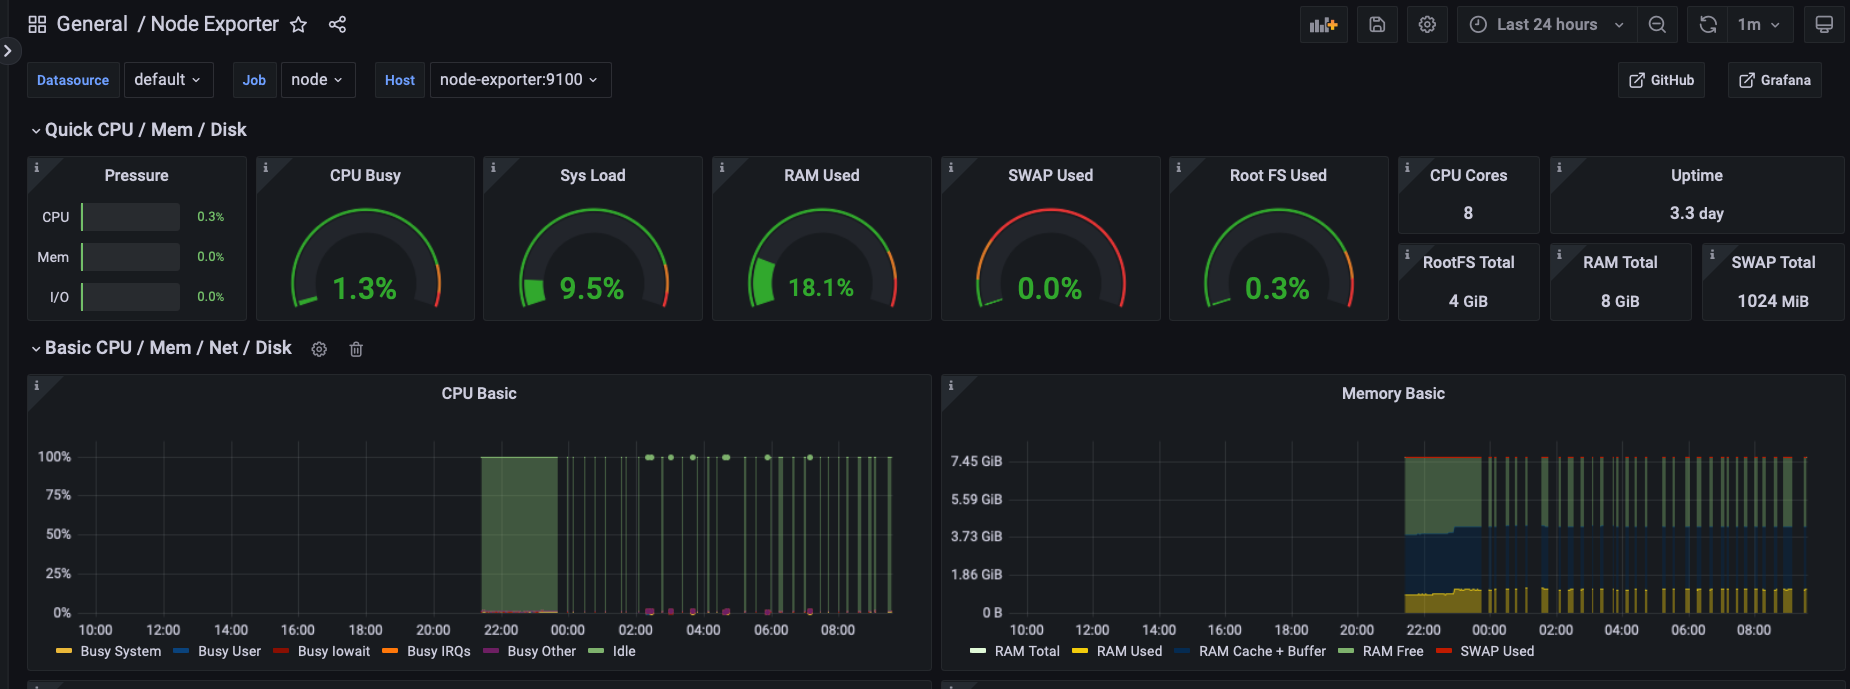 General / Node Exporter
Last 24 hours
1m
Datasource default Job node Host node-exporter:9100
GitHub
Grafana
Quick CPU / Mem / Disk
Pressure
CPU 0.3%
Mem 0.0%
I/O 0.0%
CPU Busy
1.3%
Sys Load
9.5%
RAM Used
18.1%
SWAP Used
0.0%
Root FS Used
0.3%
CPU Cores
8
Uptime
3.3 day
RootFS Total
4 GiB
RAM Total
8 GiB
SWAP Total
1024 MiB
Basic CPU / Mem / Net / Disk
CPU Basic
100%
75%
50%
25%
0%
10:00 12:00 14:00 16:00 18:00 20:00 22:00 00:00 02:00 04:00 06:00 08:00
Busy System Busy User Busy Iowait Busy IRQs Busy Other Idle
Memory Basic
7.45 GiB
5.59 GiB
3.73 GiB
1.86 GiB
0 B
10:00 12:00 14:00 16:00 18:00 20:00 22:00 00:00 02:00 04:00 06:00 08:00
RAM Total RAM Used RAM Cache + Buffer RAM Free SWAP Used